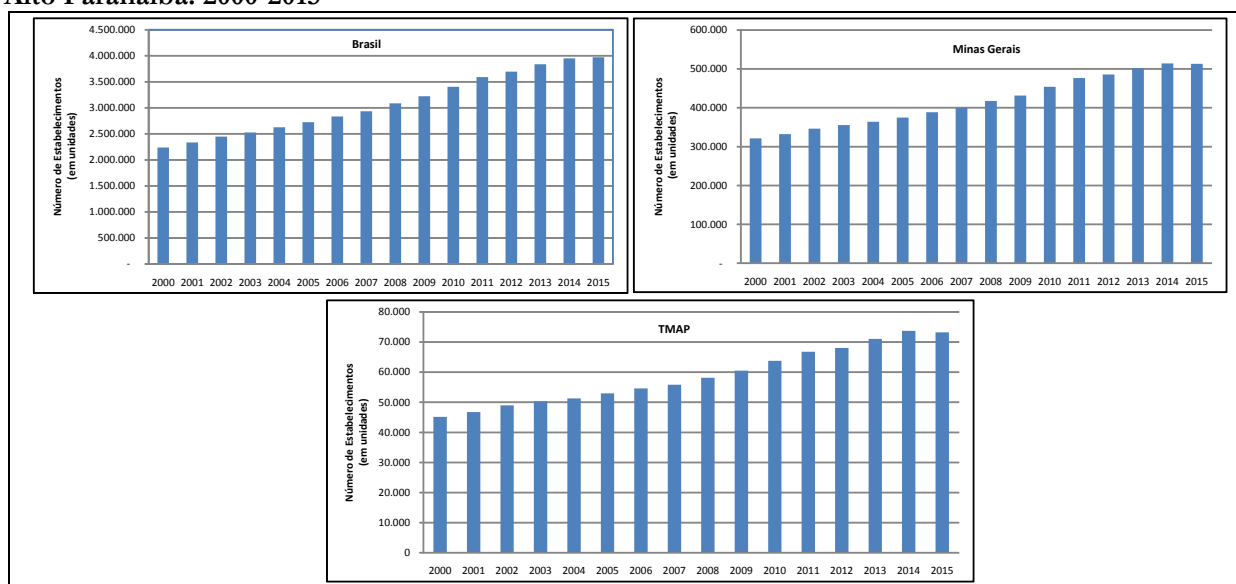 Alto Paranaíba: 2000-2015
Brasil
Número de Estabelecimentos
(em unidades)
4.500.000
4.000.000
3.500.000
3.000.000
2.500.000
2.000.000
1.500.000
1.000.000
500.000
-
2000 2001 2002 2003 2004 2005 2006 2007 2008 2009 2010 2011 2012 2013 2014 2015
Minas Gerais
Número de Estabelecimentos
(em unidades)
600.000
500.000
400.000
300.000
200.000
100.000
-
2000 2001 2002 2003 2004 2005 2006 2007 2008 2009 2010 2011 2012 2013 2014 2015
TMAP
Número de Estabelecimentos
(em unidades)
80.000
70.000
60.000
50.000
40.000
30.000
20.000
10.000
0
2000 2001 2002 2003 2004 2005 2006 2007 2008 2009 2010 2011 2012 2013 2014 2015